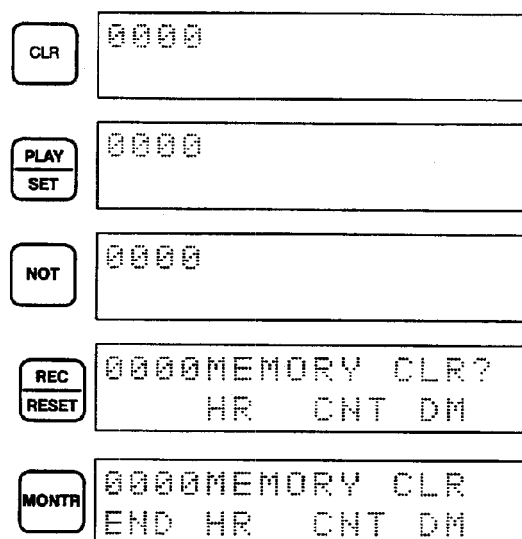 CLR
0000
PLAY
SET
0000
NOT
0000
REC
RESET
0000MEMORY CLR?
HR CNT DM
MONTR
0000MEMORY CLR
END HR CNT DM